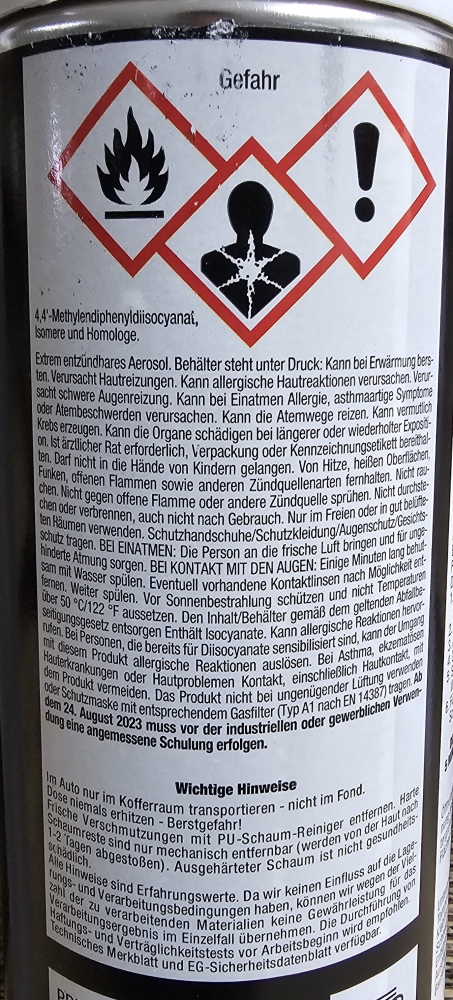 Gefahr
4,4'-Methylendiphenyldiisocyanat,
Isomere und Homologe.
Extrem entzündbares Aerosol. Behälter steht unter Druck: Kann bei Erwärmung bers-
ten. Verursacht Hautreizungen. Kann allergische Hautreaktionen verursachen. Verur-
sacht schwere Augenreizung. Kann bei Einatmen Allergie, asthmaartige Symptome
oder Atembeschwerden verursachen. Kann die Atemwege reizen. Kann vermutlich
Krebs erzeugen. Kann die Organe schädigen bei längerer oder wiederholter Expositi-
on. Ist ärztlicher Rat erforderlich, Verpackung oder Kennzeichnungsetikett bereithal-
ten. Darf nicht in die Hände von Kindern gelangen. Von Hitze, heißen Oberflächen,
Funken, offenen Flammen sowie anderen Zündquellenarten fernhalten. Nicht rau-
chen. Nicht gegen offene Flamme oder andere Zündquelle sprühen. Nicht durchste-
chen oder verbrennen, auch nicht nach Gebrauch. Nur im Freien oder in gut belüfte-
ten Räumen verwenden. Schutzhandschuhe/Schutzkleidung/Augenschutz/Gesichts-
schutz tragen. BEI EINATMEN: Die Person an die frische Luft bringen und für unge-
hinderte Atmung sorgen. BEI KONTAKT MIT DEN AUGEN: Einige Minuten lang behut-
sam mit Wasser spülen. Eventuell vorhandene Kontaktlinsen nach Möglichkeit ent-
fernen. Weiter spülen. Vor Sonnenbestrahlung schützen und nicht Temperaturen
über 50 °C/122 °F aussetzen. Den Inhalt/Behälter gemäß dem geltenden Abfallbe-
seitigungsgesetz entsorgen Enthält Isocyanate. Kann allergische Reaktionen hervor-
rufen. Bei Personen, die bereits für Diisocyanate sensibilisiert sind, kann der Umgang
mit diesem Produkt allergische Reaktionen auslösen. Bei Asthma, ekzematösen
Hauterkrankungen oder Hautproblemen Kontakt, einschließlich Hautkontakt, mit
dem Produkt vermeiden. Das Produkt nicht bei ungenügender Lüftung verwenden
oder Schutzmaske mit entsprechendem Gasfilter (Typ A1 nach EN 14387) tragen. Ab
dem 24. August 2023 muss vor der industriellen oder gewerblichen Verwen-
dung eine angemessene Schulung erfolgen.
Wichtige Hinweise
Im Auto nur im Kofferraum transportieren - nicht im Fond.
Dose niemals erhitzen - Berstgefahr!
Frische Verschmutzungen mit PU-Schaum-Reiniger entfernen. Harte
Schaumreste sind nur mechanisch entfernbar (werden von der Haut nach
1-2 Tagen abgestoßen). Ausgehärteter Schaum ist nicht gesundheits-
schädlich.
Alle Hinweise sind Erfahrungswerte. Da wir keinen Einfluss auf die Lage-
rungs- und Verarbeitungsbedingungen haben, können wir wegen der Viel-
zahl der zu verarbeitenden Materialien keine Gewährleistung für das
Verarbeitungsergebnis im Einzelfall übernehmen. Die Durchführung von
Haftungs- und Verträglichkeitstests vor Arbeitsbeginn wird empfohlen.
Technisches Merkblatt und EG-Sicherheitsdatenblatt verfügbar.